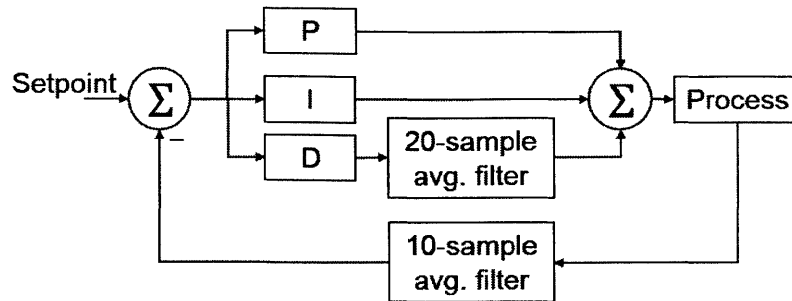 P
Setpoint
Σ
I
Σ
Process
D
20-sample
avg. filter
–
10-sample
avg. filter